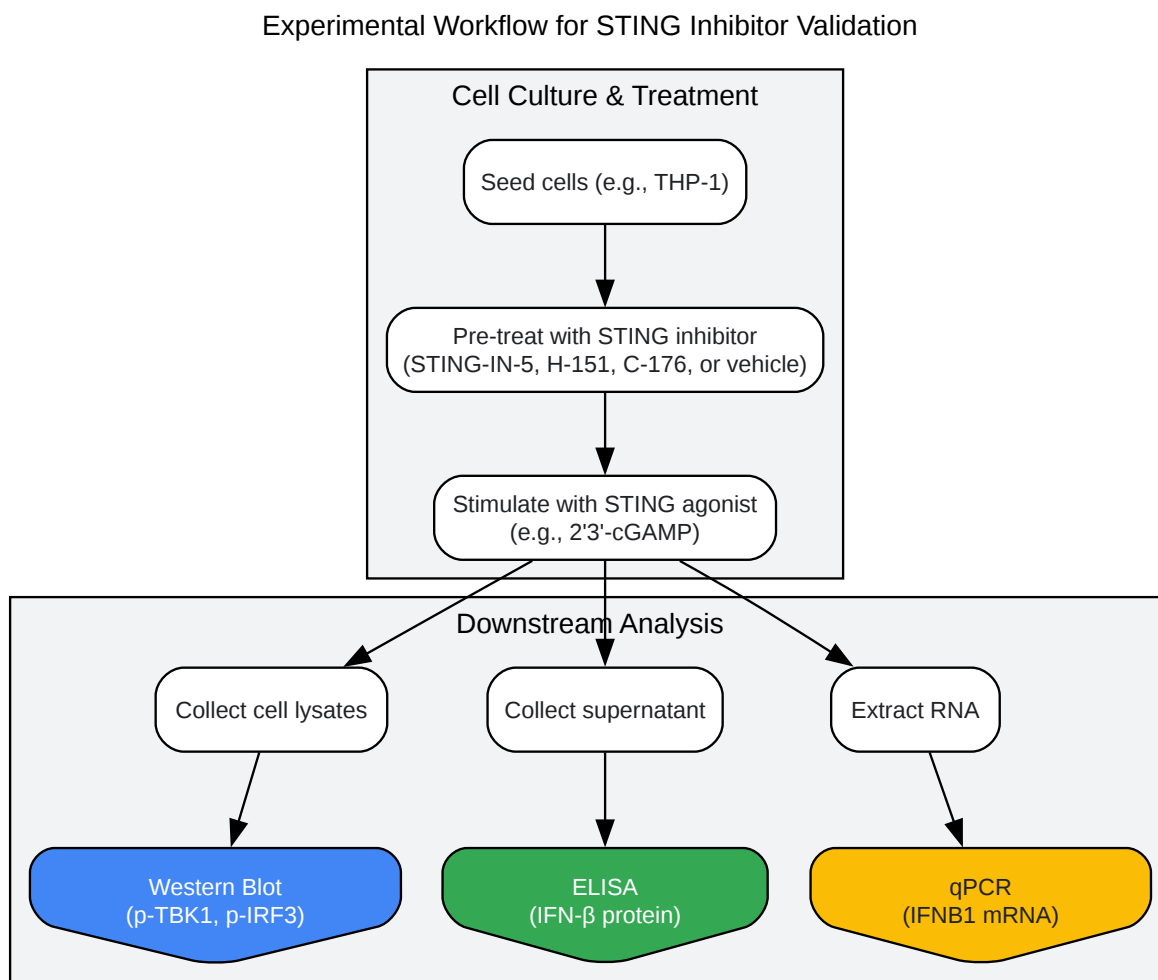 Experimental Workflow for STING Inhibitor Validation
Cell Culture & Treatment
Seed cells (e.g., THP-1)
Pre-treat with STING inhibitor
(STING-IN-5, H-151, C-176, or vehicle)
Stimulate with STING agonist
(e.g., 2'3'-cGAMP)
Downstream Analysis
Collect cell lysates
Collect supernatant
Extract RNA
Western Blot
(p-TBK1, p-IRF3)
ELISA
(IFN-β protein)
qPCR
(IFNB1 mRNA)